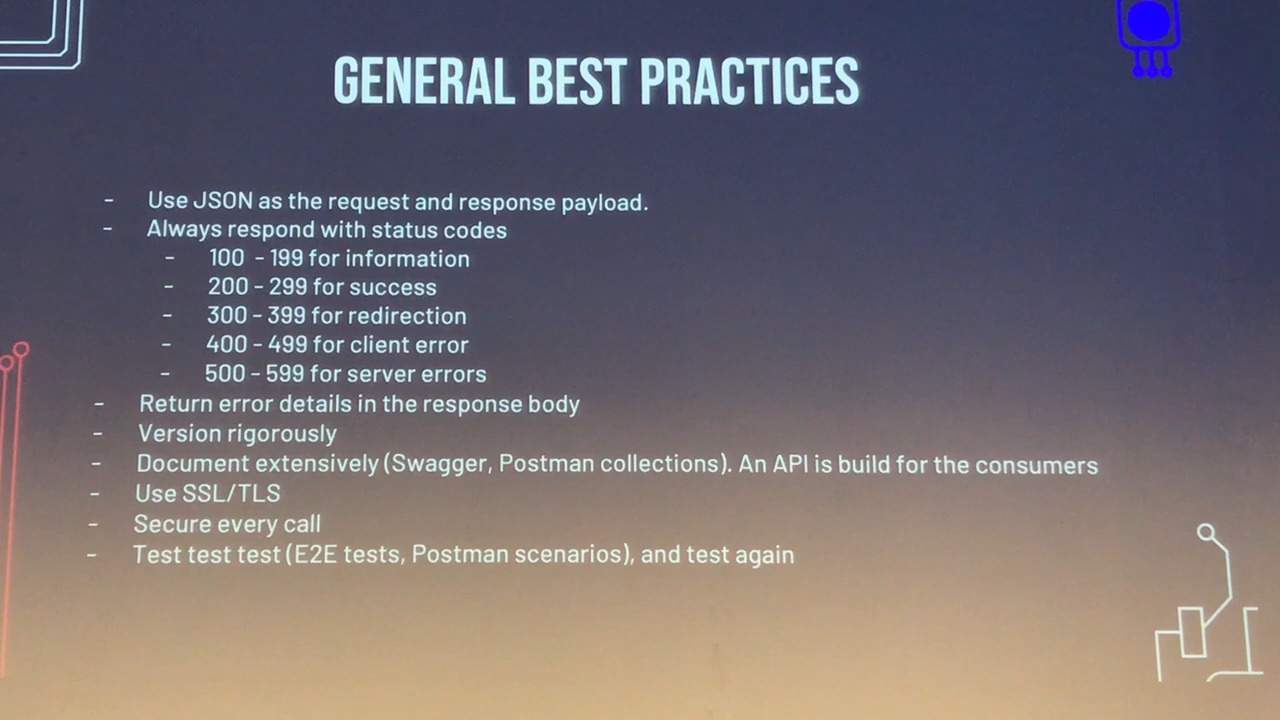 GENERAL BEST PRACTICES
- Use JSON as the request and response payload.
- Always respond with status codes
- 100 - 199 for information
- 200 - 299 for success
- 300 - 399 for redirection
- 400 - 499 for client error
- 500 - 599 for server errors
- Return error details in the response body
- Version rigorously
- Document extensively (Swagger, Postman collections). An API is build for the consumers
- Use SSL/TLS
- Secure every call
- Test test test (E2E tests, Postman scenarios), and test again